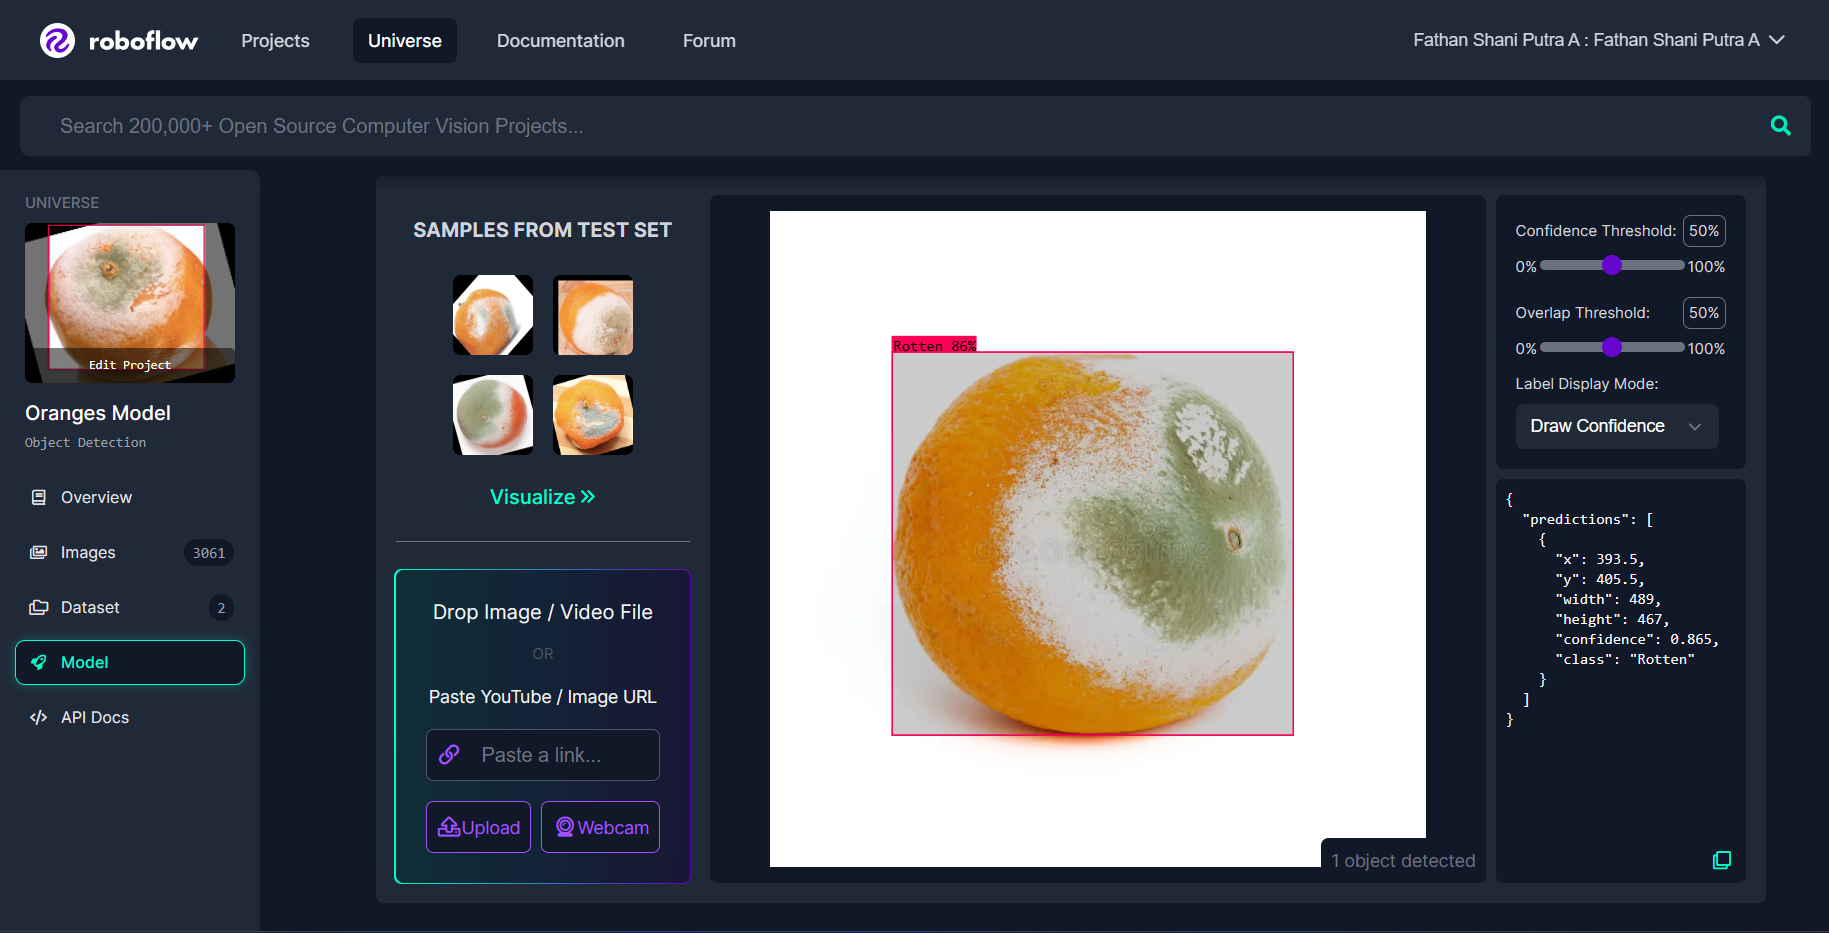 roboflow
Projects
Universe
Documentation
Forum
Fathan Shani Putra A : Fathan Shani Putra A
Search 200,000+ Open Source Computer Vision Projects...
UNIVERSE
Edit Project
Oranges Model
Object Detection
Overview
Images 3061
Dataset 2
Model
API Docs
SAMPLES FROM TEST SET
Visualize
Drop Image / Video File
OR
Paste YouTube / Image URL
Paste a link...
Upload
Webcam
Rotten 86%
1 object detected
Confidence Threshold: 50%
0% 100%
Overlap Threshold: 50%
0% 100%
Label Display Mode:
Draw Confidence
{
"predictions": [
{
"x": 393.5,
"y": 405.5,
"width": 489,
"height": 467,
"confidence": 0.865,
"class": "Rotten"
}
]
}